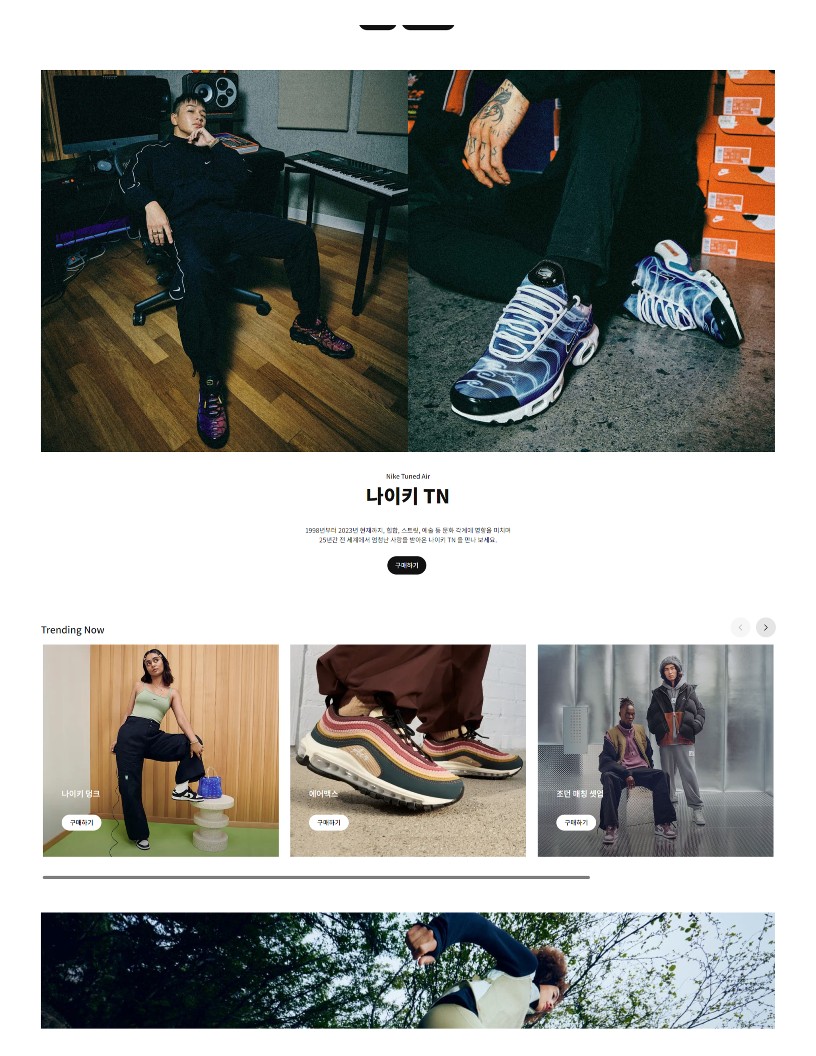 Nike Tuned Air
나이키 TN
1998년부터 2023년 현재까지, 힙합, 스트릿, 예술 등 문화 각계에 영향을 미치며
25년간 전 세계에서 엄청난 사랑을 받아온 나이키 TN 을 만나 보세요.
구매하기
Trending Now
나이키 덩크
에어맥스
조던 매칭 셋업
구매하기
구매하기
구매하기